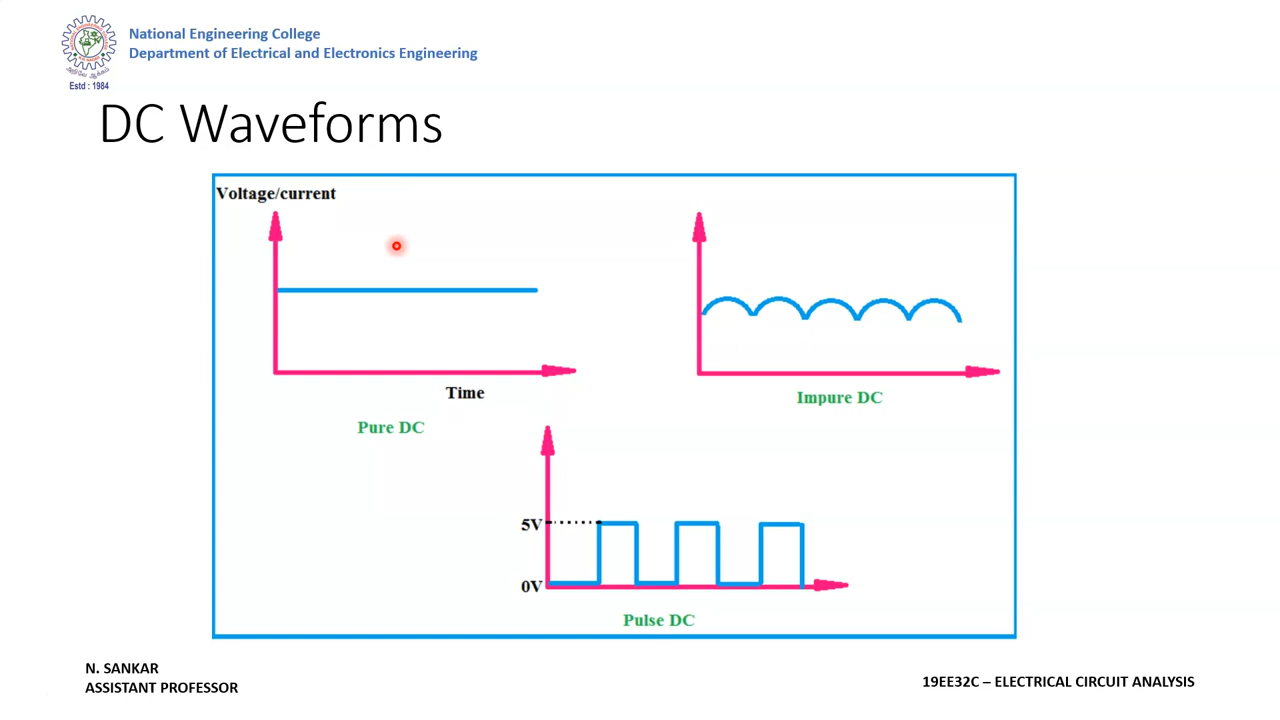 National Engineering College
Department of Electrical and Electronics Engineering
Estd : 1984
DC Waveforms
Voltage/current
Time
Pure DC
Impure DC
5V
0V
Pulse DC
N. SANKAR
ASSISTANT PROFESSOR
19EE32C – ELECTRICAL CIRCUIT ANALYSIS